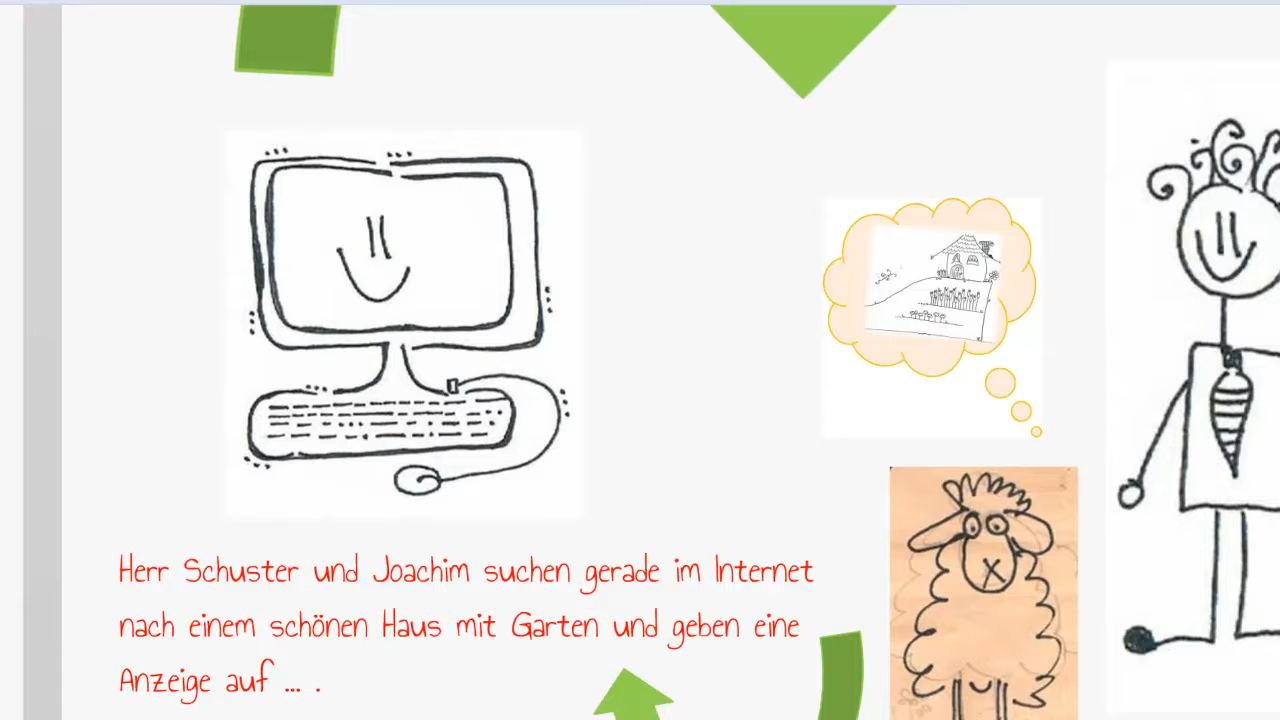 Herr Schuster und Joachim suchen gerade im Internet
nach einem schönen Haus mit Garten und geben eine
Anzeige auf ... .